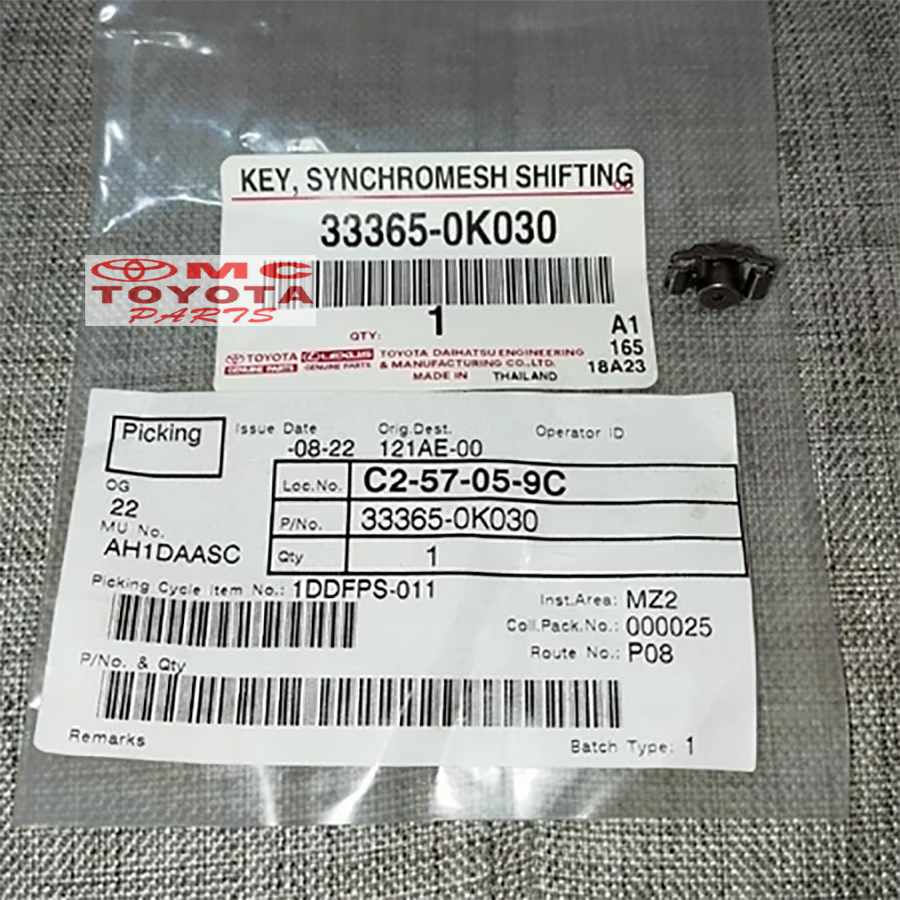 KEY, SYNCHROMESH SHIFTING
33365-0K030
OMC
TOYOTA
PARTS
QTY: 1
A1
165
18A23
TOYOTA GENUINE PARTS
LEXUS GENUINE PARTS
TOYOTA DAIHATSU ENGINEERING
& MANUFACTURING CO.,LTD.
MADE IN THAILAND
Picking
Issue Date
-08-22
Orig.Dest.
121AE-00
Operator ID
OG
22
MU No.
AH1DAASC
Loc.No. C2-57-05-9C
P/No. 33365-0K030
Qty 1
Picking Cycle Item No.: 1DDFPS-011
Inst.Area: MZ2
Coll.Pack.No.: 000025
Route No.: P08
P/No. & Qty
Remarks
Batch Type: 1